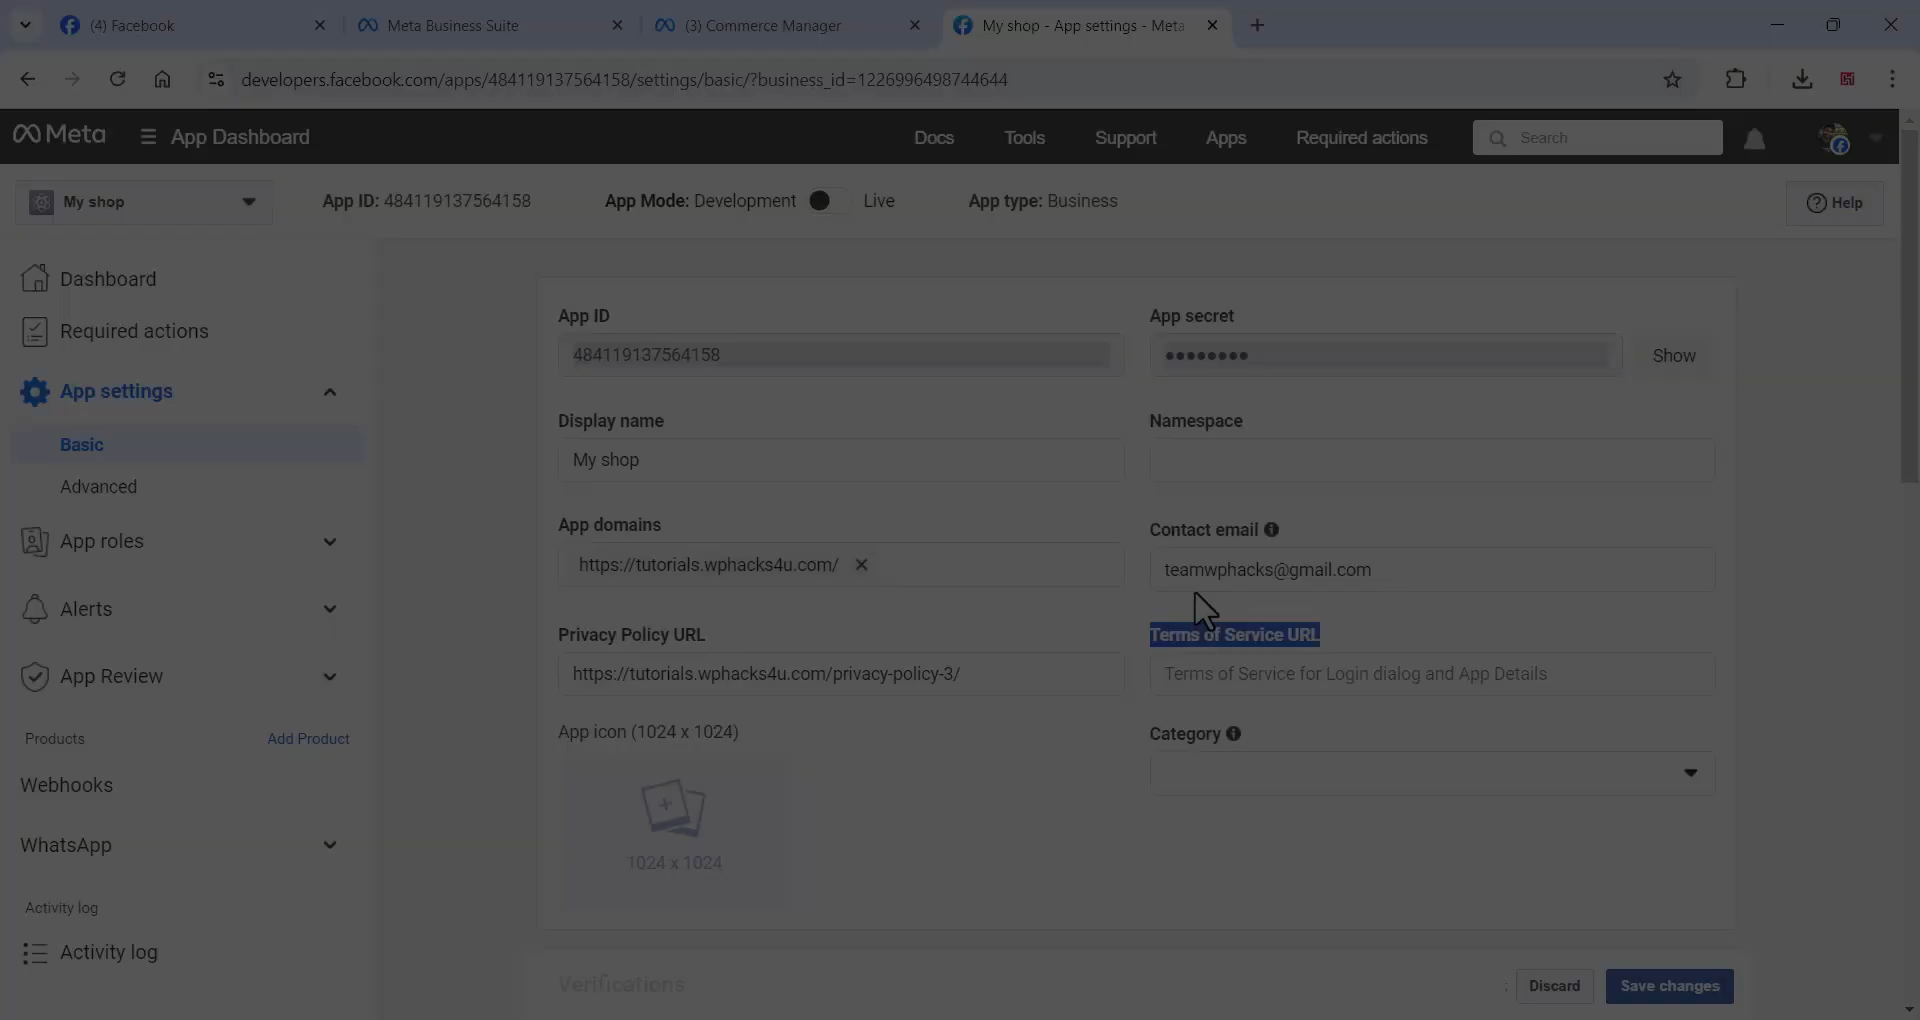 (4) Facebook
Meta Business Suite
(3) Commerce Manager
My shop - App settings - Meta
developers.facebook.com/apps/484119137564158/settings/basic/?business_id=1226996498744644
Meta
App Dashboard
Docs
Tools
Support
Apps
Required actions
Search
My shop
App ID: 484119137564158
App Mode: Development
Live
App type: Business
Help
Dashboard
Required actions
App settings
Basic
Advanced
App roles
Alerts
App Review
Products
Add Product
Webhooks
WhatsApp
Activity log
Activity log
App ID
484119137564158
App secret
••••••••
Show
Display name
My shop
Namespace
App domains
https://tutorials.wphacks4u.com/
Contact email
teamwphacks@gmail.com
Privacy Policy URL
https://tutorials.wphacks4u.com/privacy-policy-3/
Terms of Service URL
Terms of Service for Login dialog and App Details
App icon (1024 x 1024)
1024 x 1024
Category
Verifications
Discard
Save changes